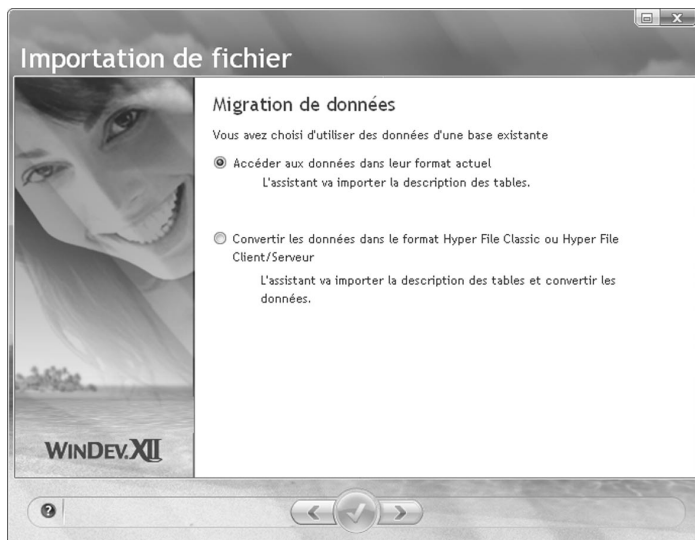 Importation de fichier
Migration de données
Vous avez choisi d'utiliser des données d'une base existante
Accéder aux données dans leur format actuel
L'assistant va importer la description des tables.
Convertir les données dans le format Hyper File Classic ou Hyper File
Client/Serveur
L'assistant va importer la description des tables et convertir les
données.
WINDEV.XII
?